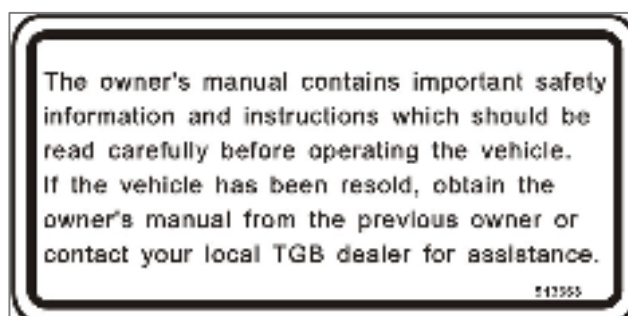 The owner's manual contains important safety
information and instructions which should be
read carefully before operating the vehicle.
If the vehicle has been resold, obtain the
owner's manual from the previous owner or
contact your local TGB dealer for assistance.